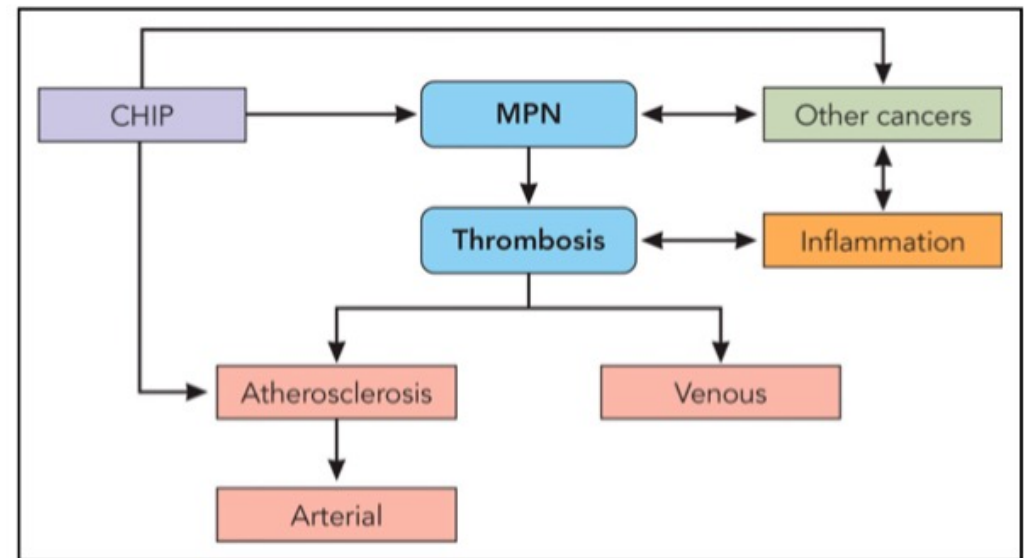 CHIP
MPN
Other cancers
Thrombosis
Inflammation
Atherosclerosis
Venous
Arterial